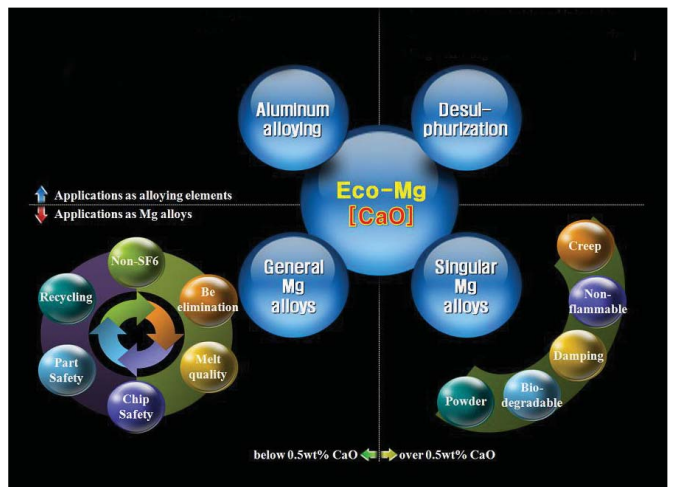 Aluminum
alloying
Desul-
phurization
Eco-Mg
[CaO]
Applications as alloying elements
Applications as Mg alloys
General
Mg
alloys
Singular
Mg
alloys
Non-SF6
Be
elimination
Melt
quality
Chip
Safety
Part
Safety
Recycling
Creep
Non-
flammable
Damping
Bio-
degradable
Powder
below 0.5wt% CaO
over 0.5wt% CaO